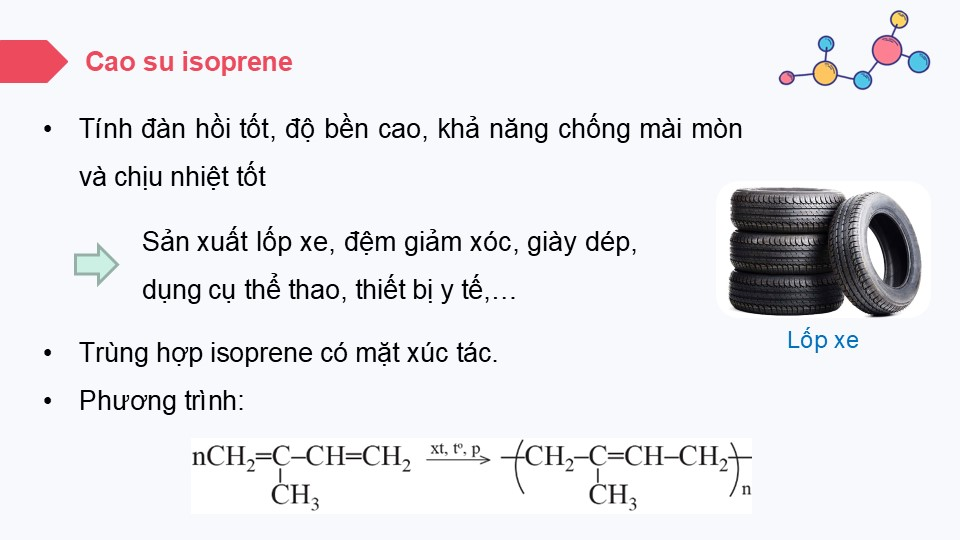 Cao su isoprene
• Tính đàn hồi tốt, độ bền cao, khả năng chống mài mòn
và chịu nhiệt tốt
Sản xuất lốp xe, đệm giảm xóc, giày dép,
dụng cụ thể thao, thiết bị y tế,…
Lốp xe
• Trùng hợp isoprene có mặt xúc tác.
• Phương trình:
xt, tº, p
nCH₂=C–CH=CH₂ ⟶ (CH₂–C=CH–CH₂)n
CH₃ CH₃